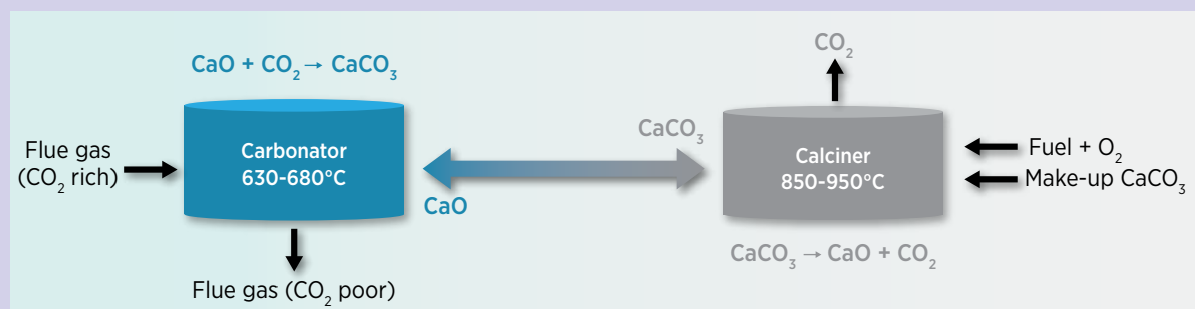 CaO + CO₂ → CaCO₃
Flue gas
(CO₂ rich)
Carbonator
630-680°C
CaO
Flue gas (CO₂ poor)
CO₂
CaCO₃
Calciner
850-950°C
Fuel + O₂
Make-up CaCO₃
CaCO₃ → CaO + CO₂